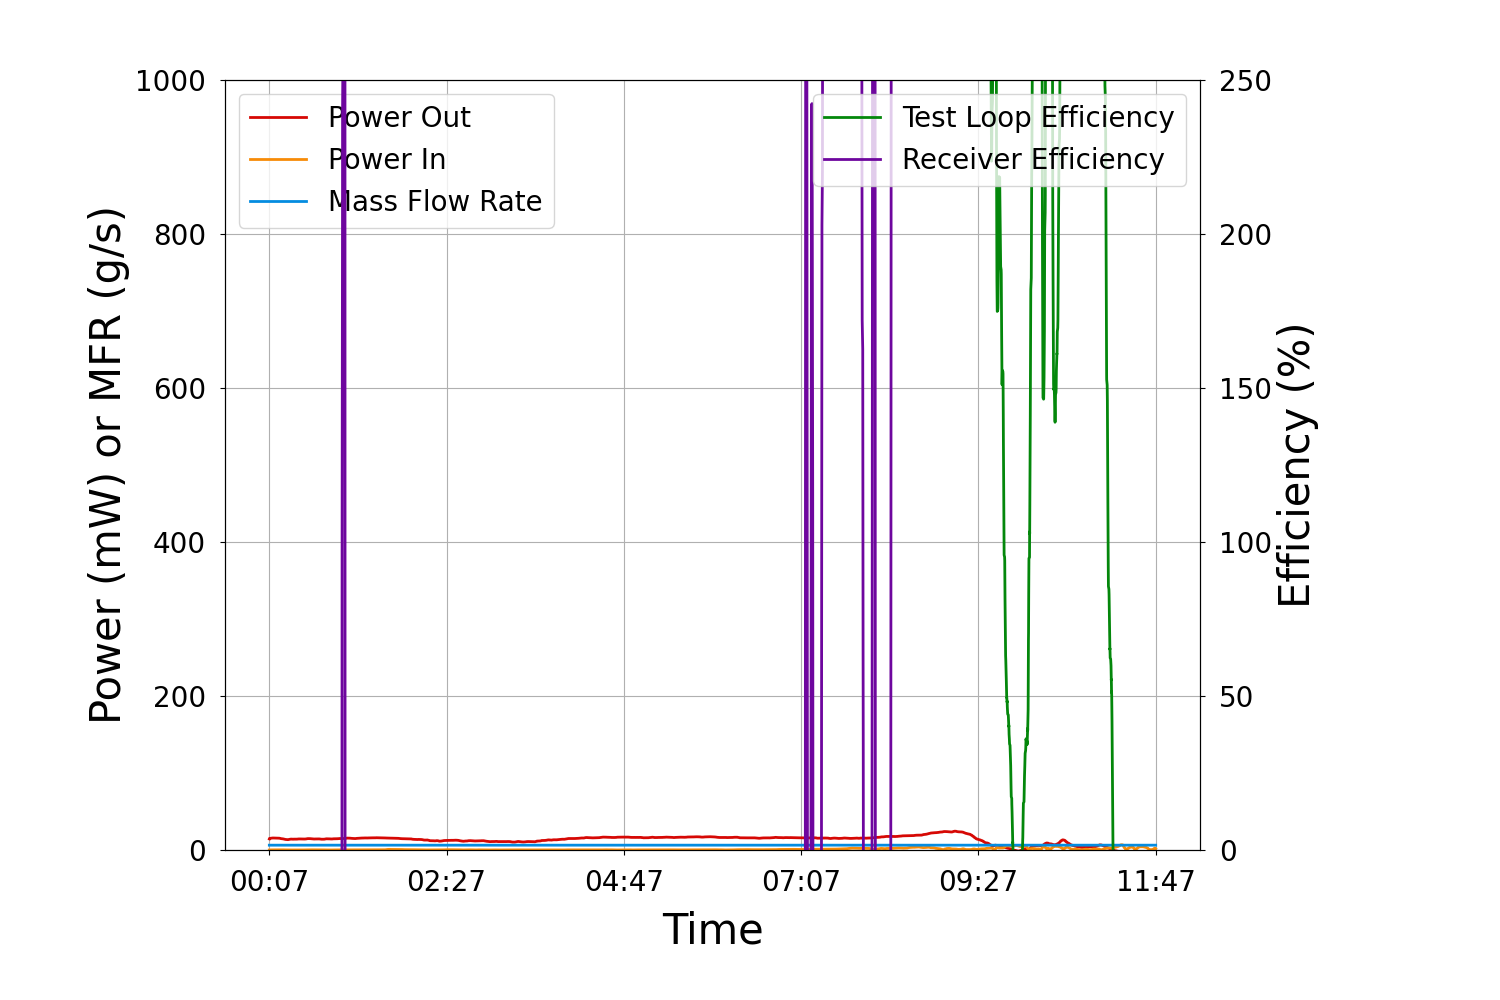 1000
800
600
400
200
0
Power (mW) or MFR (g/s)
Power Out
Power In
Mass Flow Rate
Test Loop Efficiency
Receiver Efficiency
250
200
150
100
50
0
Efficiency (%)
00:07 02:27 04:47 07:07 09:27 11:47
Time